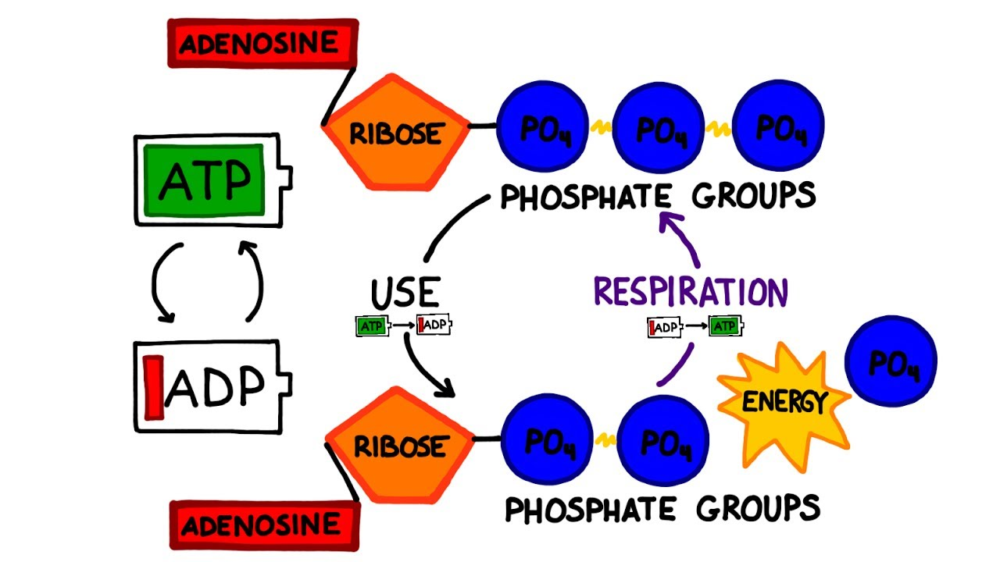 ADENOSINE
RIBOSE
PO₄
PO₄
PO₄
PHOSPHATE GROUPS
ATP
ADP
USE
ATP
ADP
RESPIRATION
ADP
ATP
ENERGY
PO₄
RIBOSE
PO₄
PO₄
PHOSPHATE GROUPS
ADENOSINE